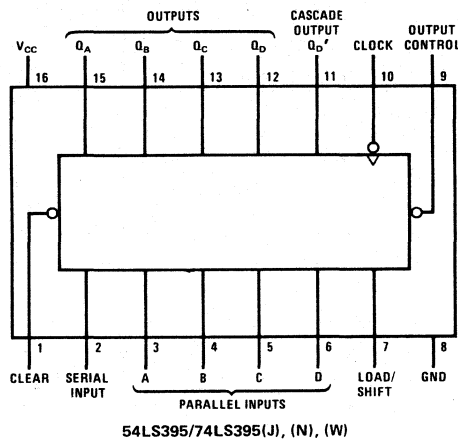 OUTPUTS
CASCADE OUTPUT
OUTPUT CONTROL
VCC QA QB QC QD QD′ CLOCK
16 15 14 13 12 11 10 9
1 2 3 4 5 6 7 8
CLEAR SERIAL INPUT A B C D LOAD/ SHIFT GND
PARALLEL INPUTS
54LS395/74LS395(J), (N), (W)